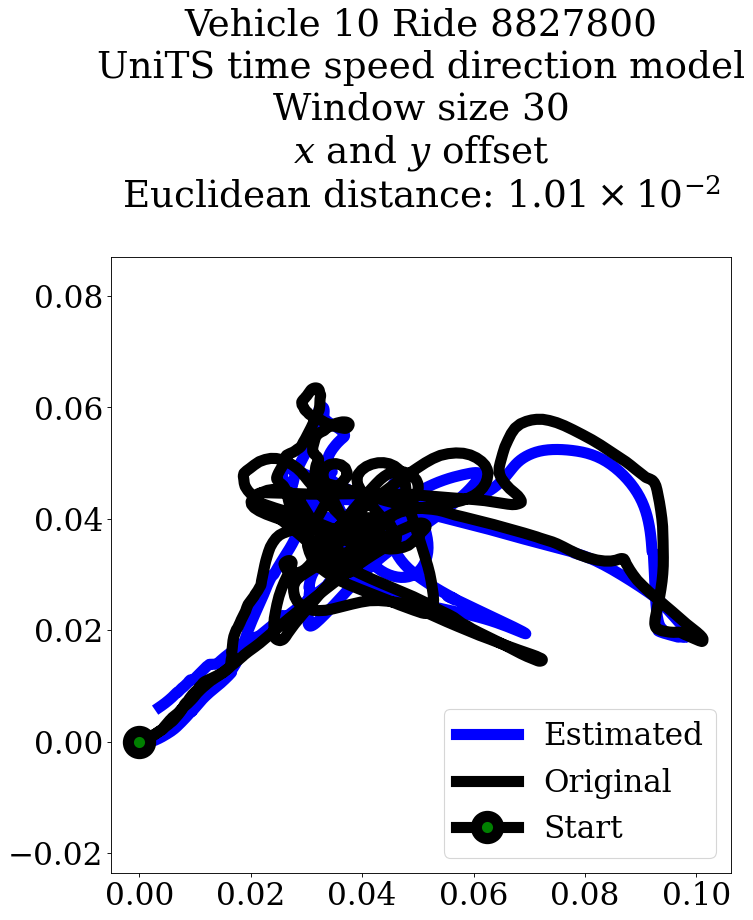 Vehicle 10 Ride 8827800
UniTS time speed direction model
Window size 30
x and y offset
Euclidean distance: 1.01 × 10⁻²
0.08
0.06
0.04
0.02
0.00
−0.02
0.00 0.02 0.04 0.06 0.08 0.10
Estimated
Original
Start